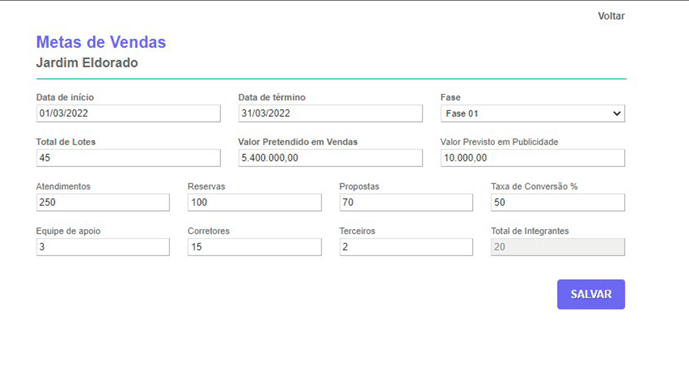 Voltar
Metas de Vendas
Jardim Eldorado
Data de início Data de término Fase
01/03/2022 31/03/2022 Fase 01
Total de Lotes Valor Pretendido em Vendas Valor Previsto em Publicidade
45 5.400.000,00 10.000,00
Atendimentos Reservas Propostas Taxa de Conversão %
250 100 70 50
Equipe de apoio Corretores Terceiros Total de Integrantes
3 15 2 20
SALVAR